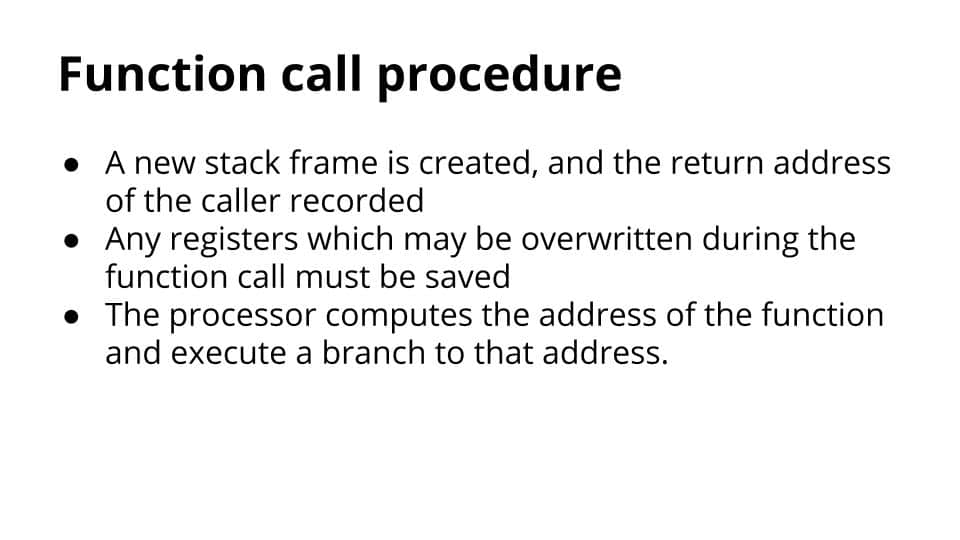 Function call procedure
● A new stack frame is created, and the return address
of the caller recorded
● Any registers which may be overwritten during the
function call must be saved
● The processor computes the address of the function
and execute a branch to that address.